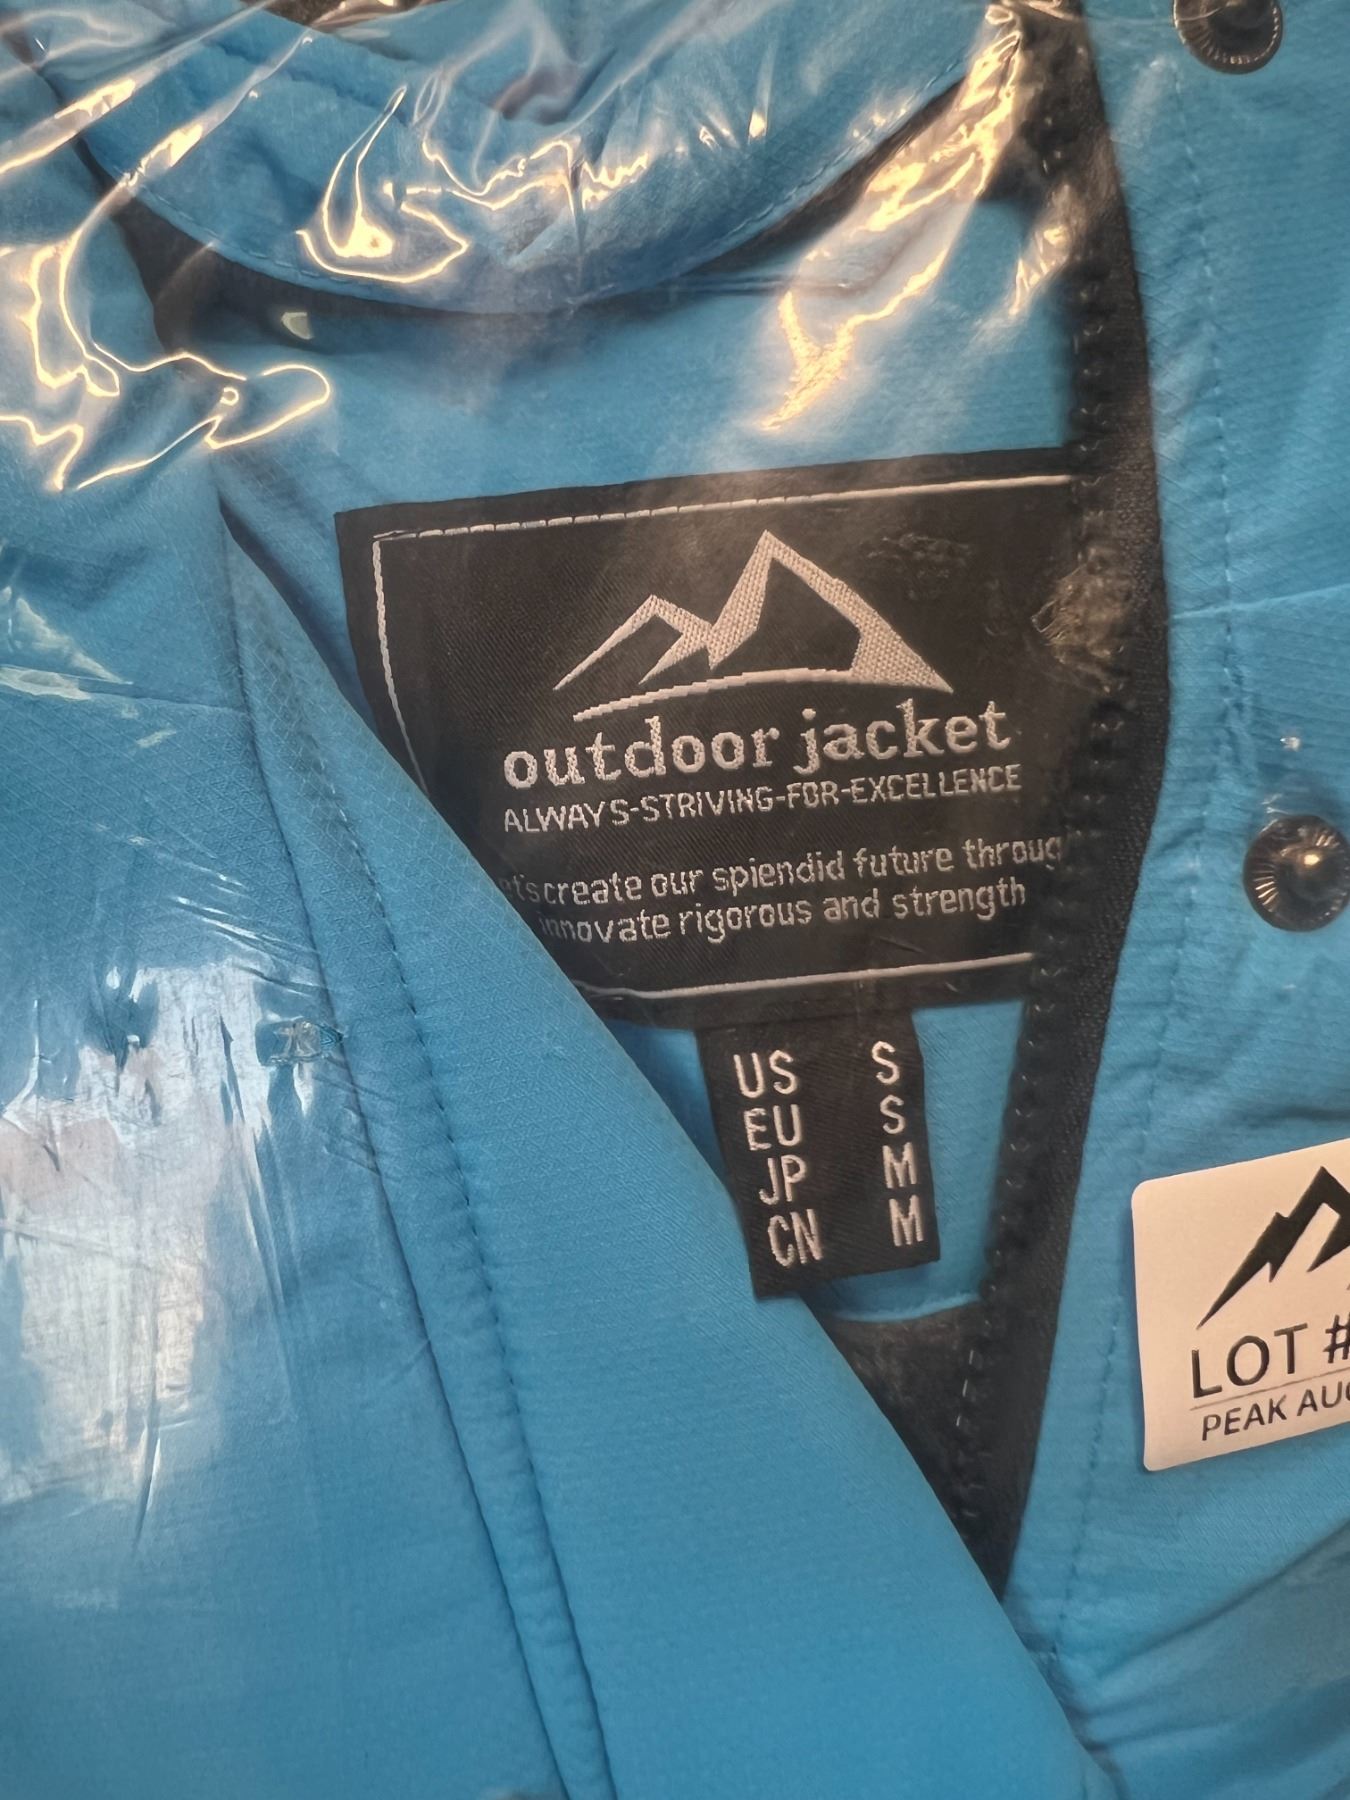 outdoor jacket
ALWAYS-STRIVING-FOR-EXCELLENCE
create our spiendid future throug
innovate rigorous and strength
US S
EU S
JP M
CN M
LOT #
PEAK AUC